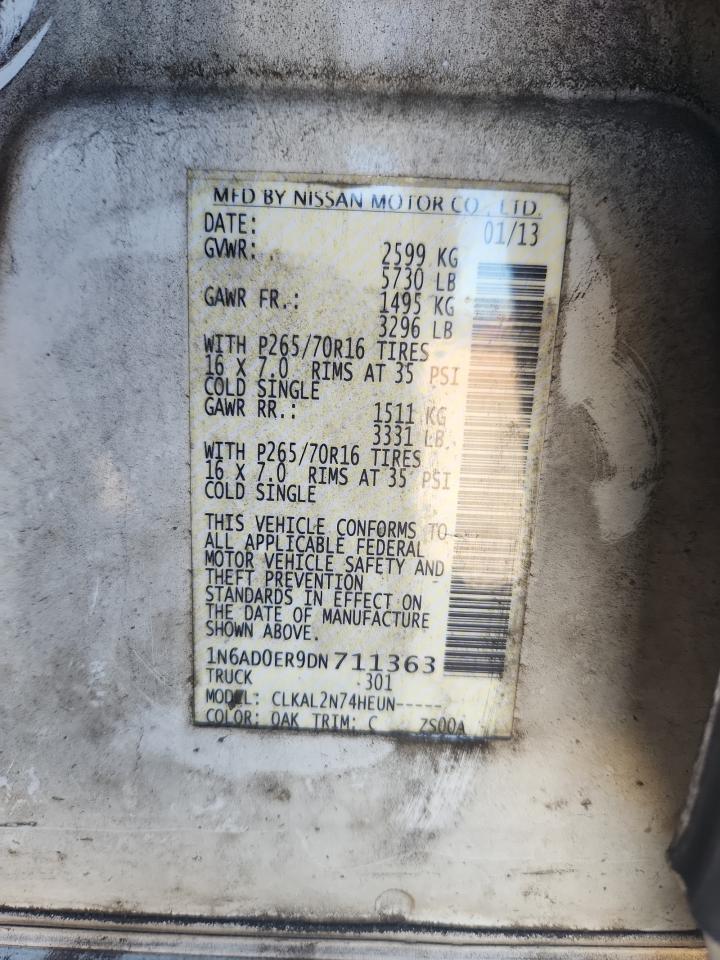 MFD BY NISSAN MOTOR CO., LTD.
DATE: 01/13
GVWR: 2599 KG
5730 LB
GAWR FR.: 1495 KG
3296 LB
WITH P265/70R16 TIRES
16 X 7.0 RIMS AT 35 PSI
COLD SINGLE
GAWR RR.: 1511 KG
3331 LB
WITH P265/70R16 TIRES
16 X 7.0 RIMS AT 35 PSI
COLD SINGLE
THIS VEHICLE CONFORMS TO
ALL APPLICABLE FEDERAL
MOTOR VEHICLE SAFETY AND
THEFT PREVENTION
STANDARDS IN EFFECT ON
THE DATE OF MANUFACTURE
SHOWN ABOVE.
1N6AD0ER9DN711363
TRUCK 301
MODEL: CLKAL2N74HEUN-----
COLOR: QAK TRIM: C ZS00A